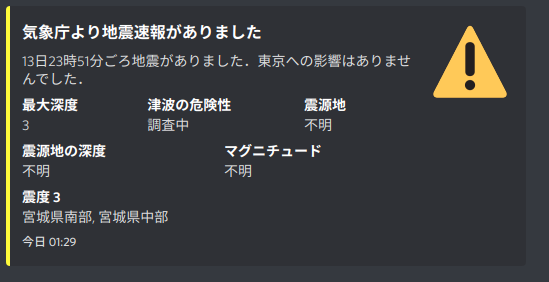 気象庁より地震速報がありました
13日23時51分ごろ地震がありました．東京への影響はありませ
んでした．
最大深度 津波の危険性 震源地
3 調査中 不明
震源地の深度 マグニチュード
不明 不明
震度 3
宮城県南部, 宮城県中部
今日 01:29